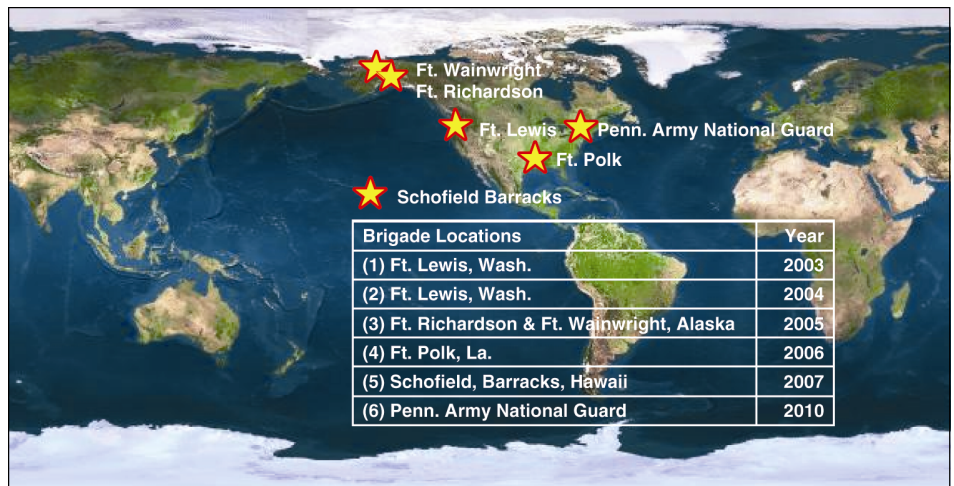 Ft. Wainwright
Ft. Richardson
Ft. Lewis
Penn. Army National Guard
Ft. Polk
Schofield Barracks
Brigade Locations Year
(1) Ft. Lewis, Wash. 2003
(2) Ft. Lewis, Wash. 2004
(3) Ft. Richardson & Ft. Wainwright, Alaska 2005
(4) Ft. Polk, La. 2006
(5) Schofield, Barracks, Hawaii 2007
(6) Penn. Army National Guard 2010